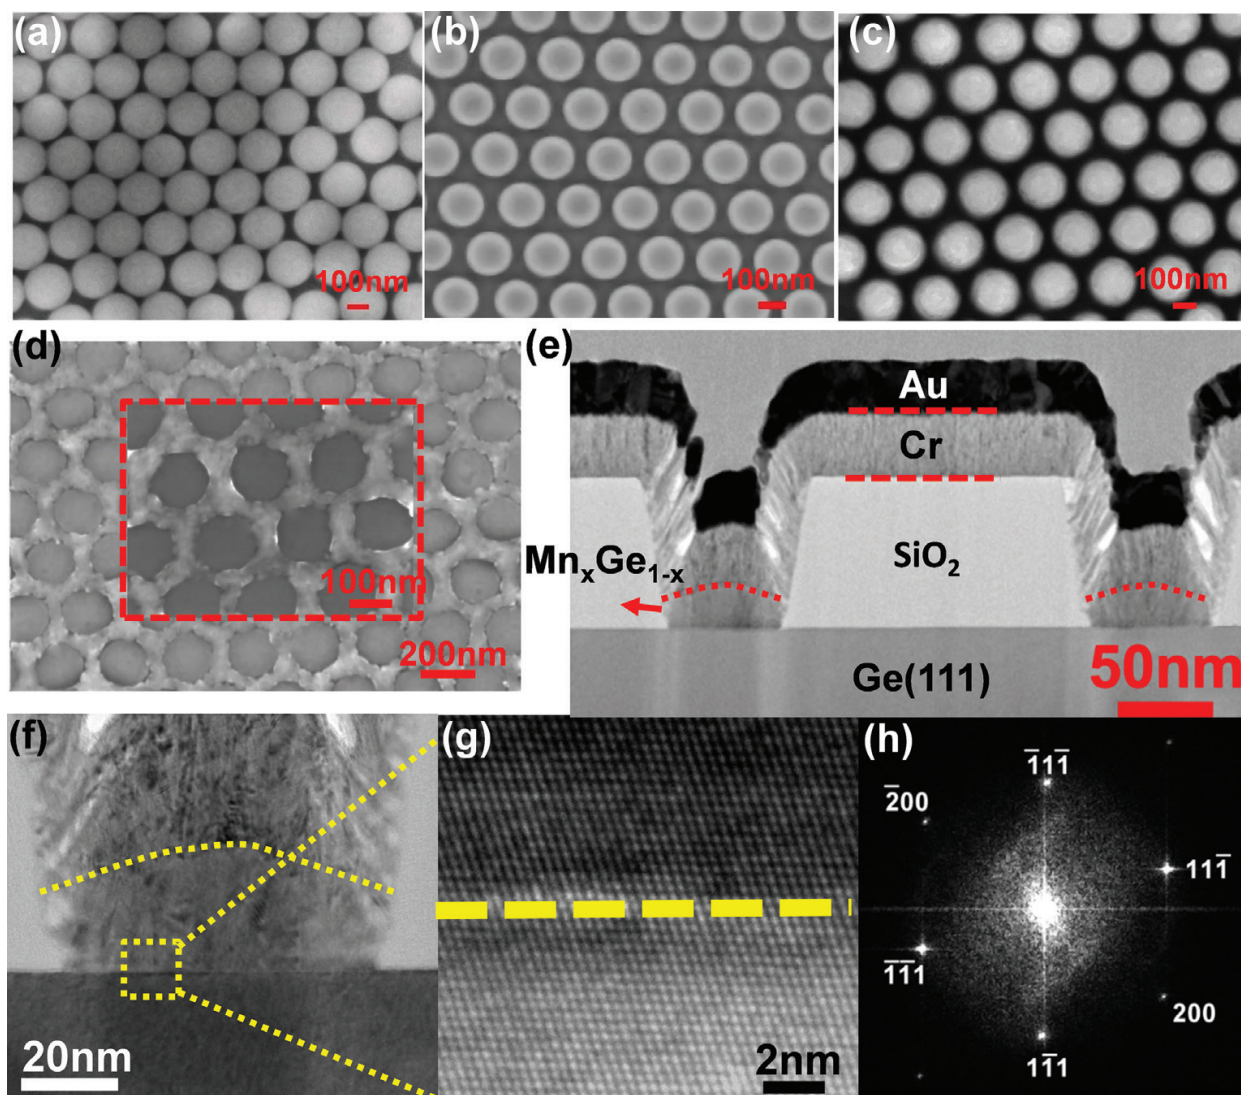 (a)
100nm
(b)
100nm
(c)
100nm
(d)
100nm
200nm
(e)
Au
Cr
MnₓGe₁₋ₓ
SiO₂
Ge(111)
50nm
(f)
20nm
(g)
2nm
(h)
1̅11̅
2̅00
111̅
1̅1̅1
200
11̅1